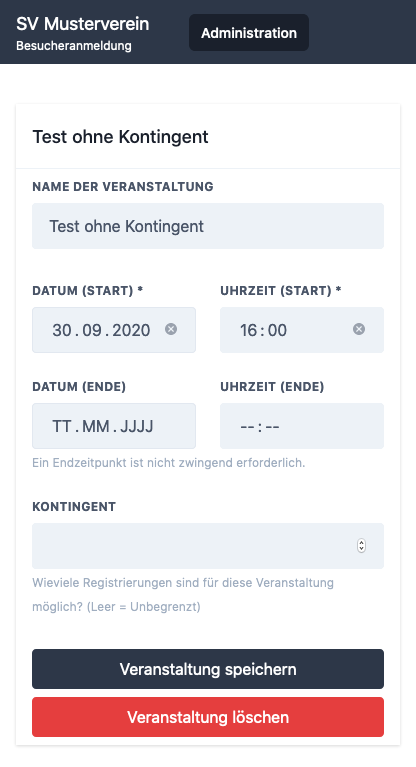 SV Musterverein
Besucheranmeldung
Administration
Test ohne Kontingent
NAME DER VERANSTALTUNG
Test ohne Kontingent
DATUM (START) * UHRZEIT (START) *
30.09.2020 16:00
DATUM (ENDE) UHRZEIT (ENDE)
TT.MM.JJJJ --:--
Ein Endzeitpunkt ist nicht zwingend erforderlich.
KONTINGENT
Wieviele Registrierungen sind für diese Veranstaltung
möglich? (Leer = Unbegrenzt)
Veranstaltung speichern
Veranstaltung löschen